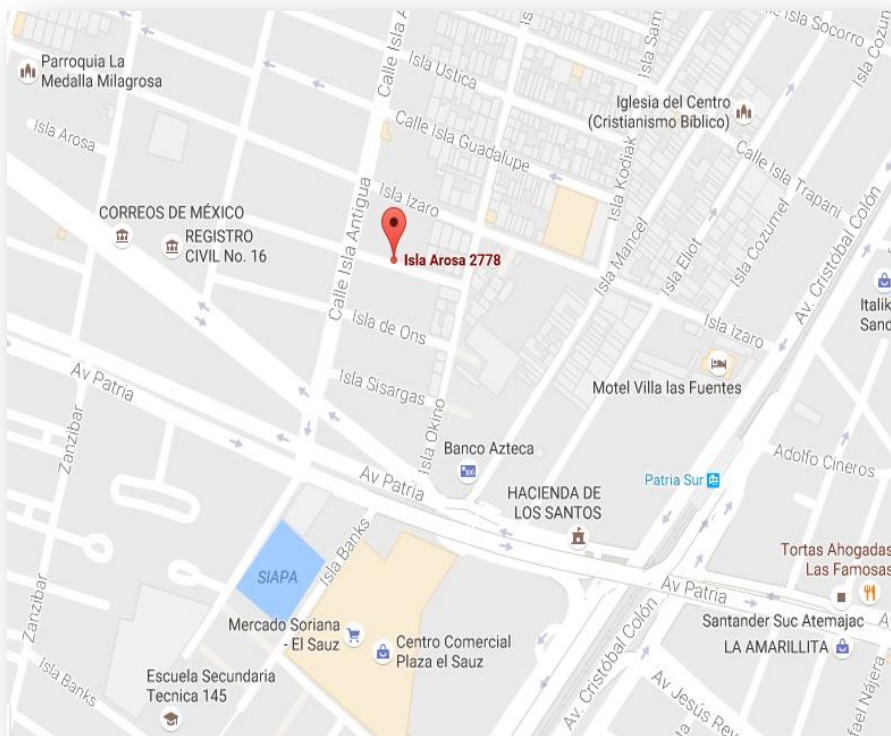 Calle Isla A
Isla Socorro
Isla Cozum
Isla Sam
Parroquia La
Medalla Milagrosa
Isla Ustica
Iglesia del Centro
(Cristianismo Bíblico)
Isla Arosa
Calle Isla Guadalupe
Isla Kodiak
Calle Isla Trapani
Isla Izaro
CORREOS DE MÉXICO
REGISTRO
CIVIL No. 16
Calle Isla Antigua
Isla Arosa 2778
Isla Mancel
Isla Eliot
Isla Cozumel
Av. Cristóbal Colón
Italik
Sand
Isla de Ons
Isla Izaro
Av Patria
Isla Sisargas
Motel Villa las Fuentes
Zanzibar
Isla Okino
Banco Azteca
Adolfo Cineros
Av Patria
HACIENDA DE
LOS SANTOS
Patria Sur
SIAPA
Isla Banks
Tortas Ahogadas
Las Famosas
Av Patria
Zanzibar
Mercado Soriana
- El Sauz
Centro Comercial
Plaza el Sauz
Santander Suc Atemajac
Av
LA AMARILLITA
Isla Banks
Escuela Secundaria
Tecnica 145
Av. Cristóbal Colón
Av Jesús Rey
ta
fael Nájera